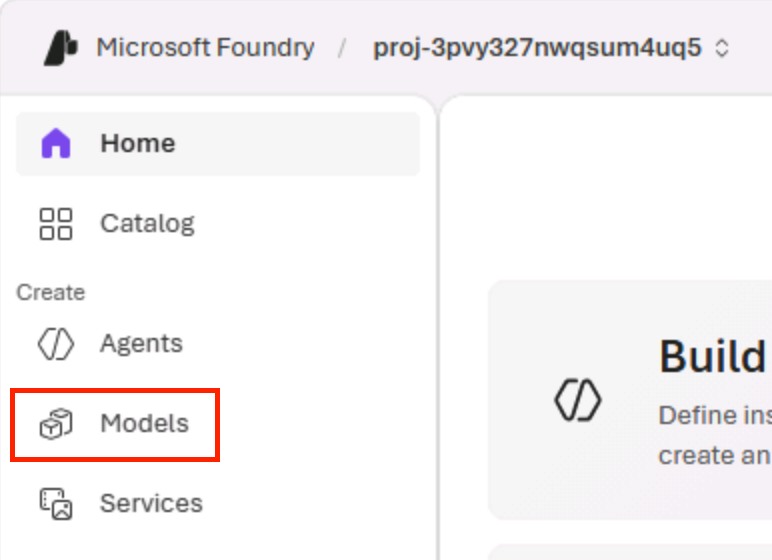 Microsoft Foundry / proj-3pvy327nwqsum4uq5
Home
Catalog
Create
Agents
Models
Services
Build
Define ins
create an